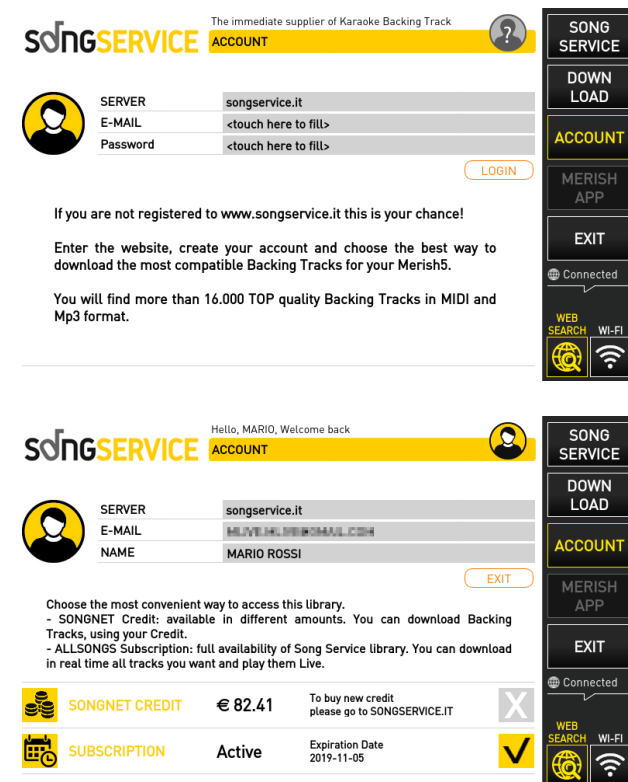 The immediate supplier of Karaoke Backing Track
songSERVICE
ACCOUNT
?
SERVER songservice.it
E-MAIL <touch here to fill>
Password <touch here to fill>
LOGIN
If you are not registered to www.songservice.it this is your chance!
Enter the website, create your account and choose the best way to
download the most compatible Backing Tracks for your Merish5.
You will find more than 16.000 TOP quality Backing Tracks in MIDI and
Mp3 format.
SONG
SERVICE
DOWN
LOAD
ACCOUNT
MERISH
APP
EXIT
Connected
WEB
SEARCH WI-FI
Hello, MARIO, Welcome back
songSERVICE
ACCOUNT
SERVER songservice.it
E-MAIL
NAME MARIO ROSSI
EXIT
Choose the most convenient way to access this library.
- SONGNET Credit: available in different amounts. You can download Backing
Tracks, using your Credit.
- ALLSONGS Subscription: full availability of Song Service library. You can download
in real time all tracks you want and play them Live.
SONGNET CREDIT € 82.41 To buy new credit
please go to SONGSERVICE.IT
X
SUBSCRIPTION Active Expiration Date
2019-11-05
SONG
SERVICE
DOWN
LOAD
ACCOUNT
MERISH
APP
EXIT
Connected
WEB
SEARCH WI-FI